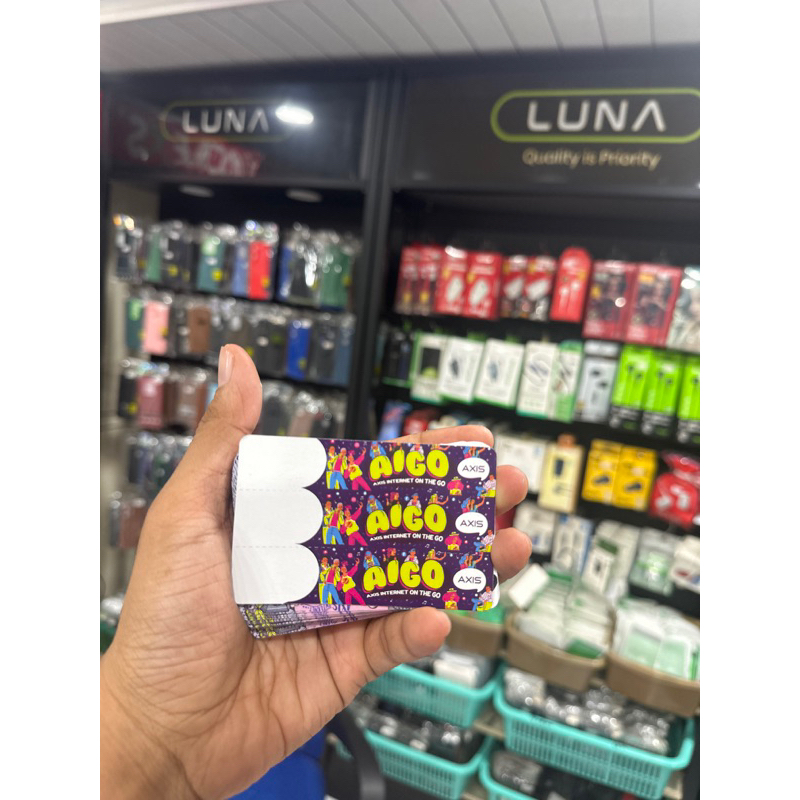 LUNA
LUNA
Quality is Priority
AIGO
AXIS
AXIS INTERNET ON THE GO
AIGO
AXIS
AXIS INTERNET ON THE GO
AIGO
AXIS
AXIS INTERNET ON THE GO